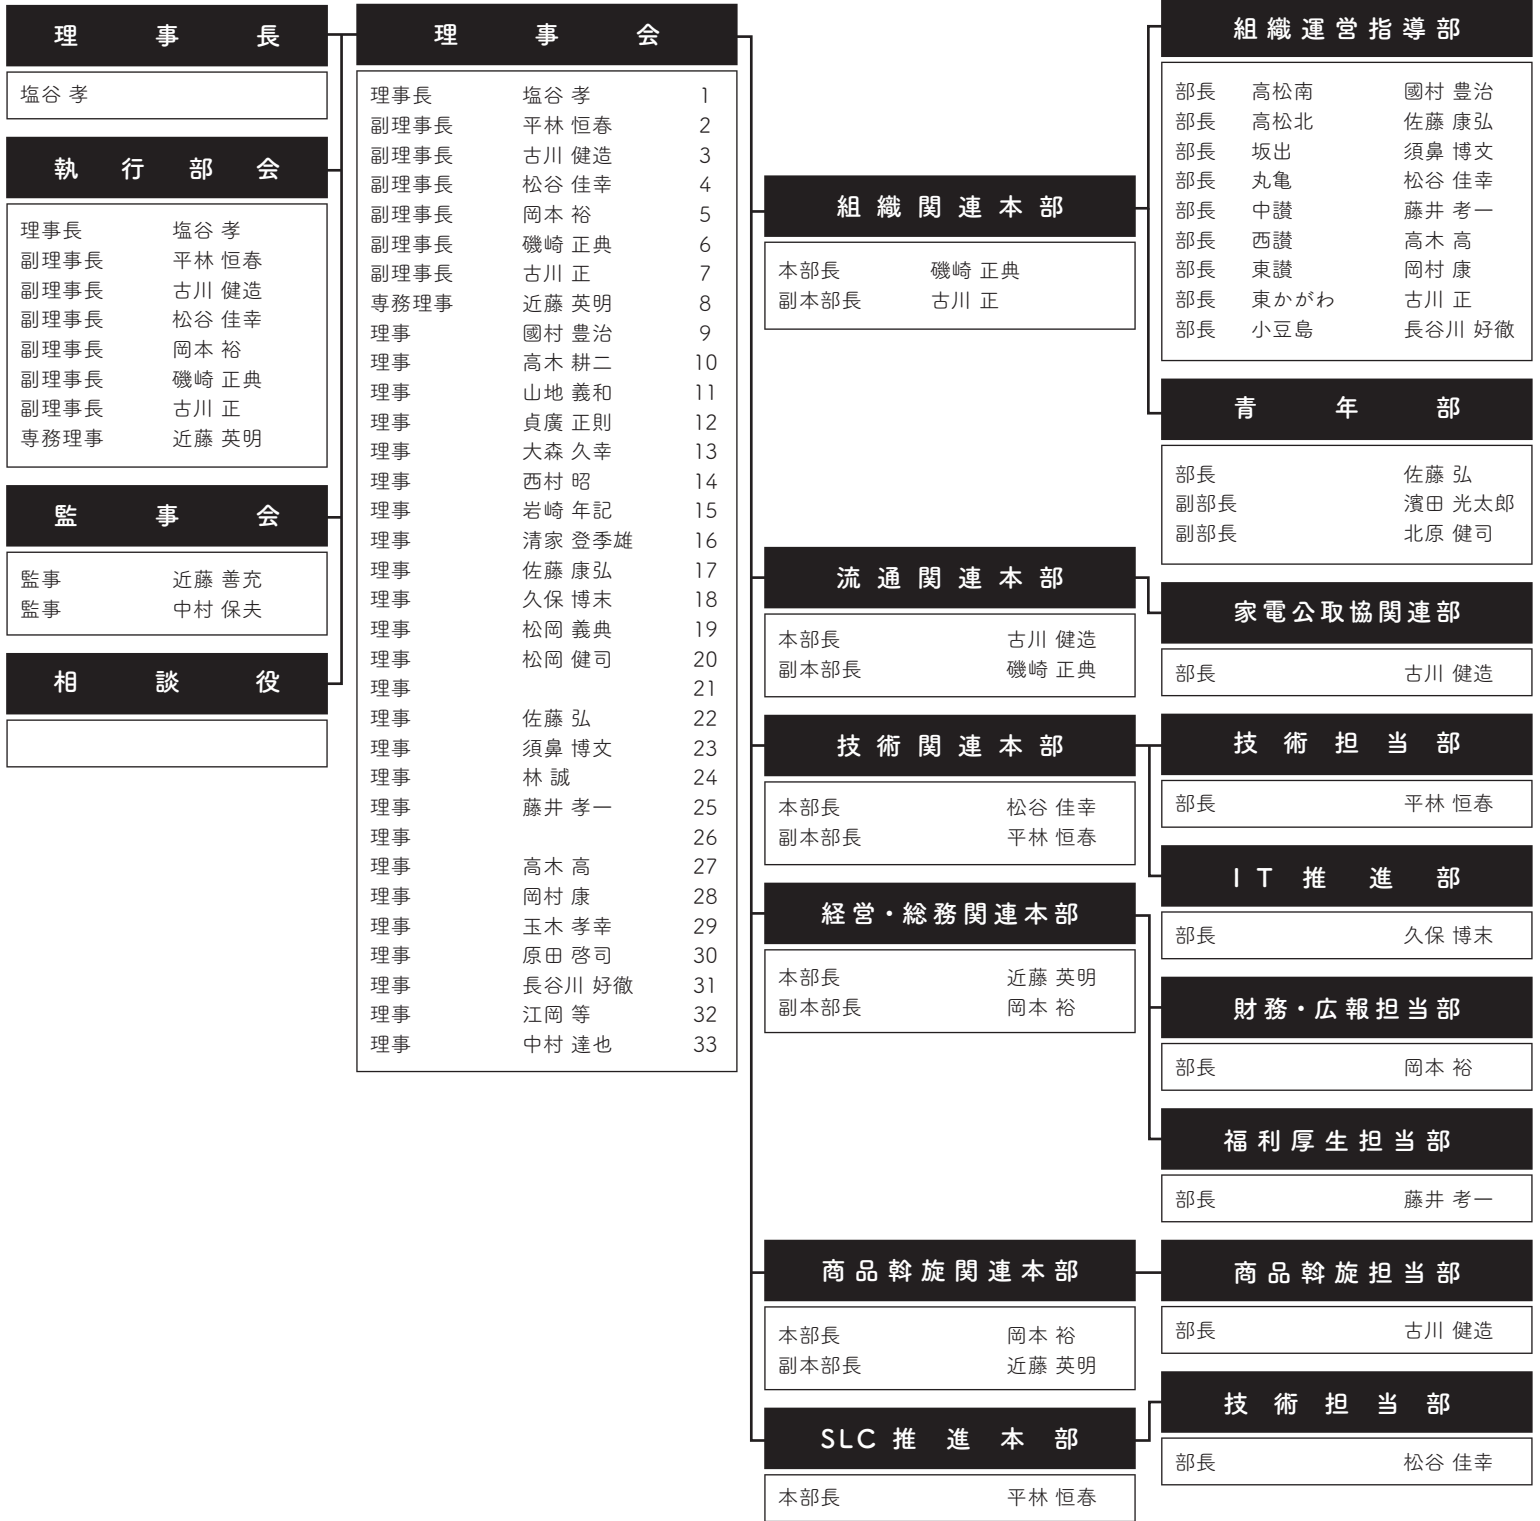 理事長
塩谷 孝
執行部会
理事長 塩谷 孝
副理事長 平林 恒春
副理事長 古川 健造
副理事長 松谷 佳幸
副理事長 岡本 裕
副理事長 磯崎 正典
副理事長 古川 正
専務理事 近藤 英明
監事会
監事 近藤 善充
監事 中村 保夫
相談役
理事会
理事長 塩谷 孝 1
副理事長 平林 恒春 2
副理事長 古川 健造 3
副理事長 松谷 佳幸 4
副理事長 岡本 裕 5
副理事長 磯崎 正典 6
副理事長 古川 正 7
専務理事 近藤 英明 8
理事 國村 豊治 9
理事 高木 耕二 10
理事 山地 義和 11
理事 貞廣 正則 12
理事 大森 久幸 13
理事 西村 昭 14
理事 岩崎 年記 15
理事 清家 登季雄 16
理事 佐藤 康弘 17
理事 久保 博末 18
理事 松岡 義典 19
理事 松岡 健司 20
理事 21
理事 佐藤 弘 22
理事 須鼻 博文 23
理事 林 誠 24
理事 藤井 孝一 25
理事 26
理事 高木 高 27
理事 岡村 康 28
理事 玉木 孝幸 29
理事 原田 啓司 30
理事 長谷川 好徹 31
理事 江岡 等 32
理事 中村 達也 33
組織関連本部
本部長 磯崎 正典
副本部長 古川 正
組織運営指導部
部長 高松南 國村 豊治
部長 高松北 佐藤 康弘
部長 坂出 須鼻 博文
部長 丸亀 松谷 佳幸
部長 中讃 藤井 孝一
部長 西讃 高木 高
部長 東讃 岡村 康
部長 東かがわ 古川 正
部長 小豆島 長谷川 好徹
青年部
部長 佐藤 弘
副部長 濱田 光太郎
副部長 北原 健司
流通関連本部
本部長 古川 健造
副本部長 磯崎 正典
家電公取協関連部
部長 古川 健造
技術関連本部
本部長 松谷 佳幸
副本部長 平林 恒春
技術担当部
部長 平林 恒春
IT推進部
部長 久保 博末
経営・総務関連本部
本部長 近藤 英明
副本部長 岡本 裕
財務・広報担当部
部長 岡本 裕
福利厚生担当部
部長 藤井 孝一
商品斡旋関連本部
本部長 岡本 裕
副本部長 近藤 英明
商品斡旋担当部
部長 古川 健造
SLC推進本部
本部長 平林 恒春
技術担当部
部長 松谷 佳幸